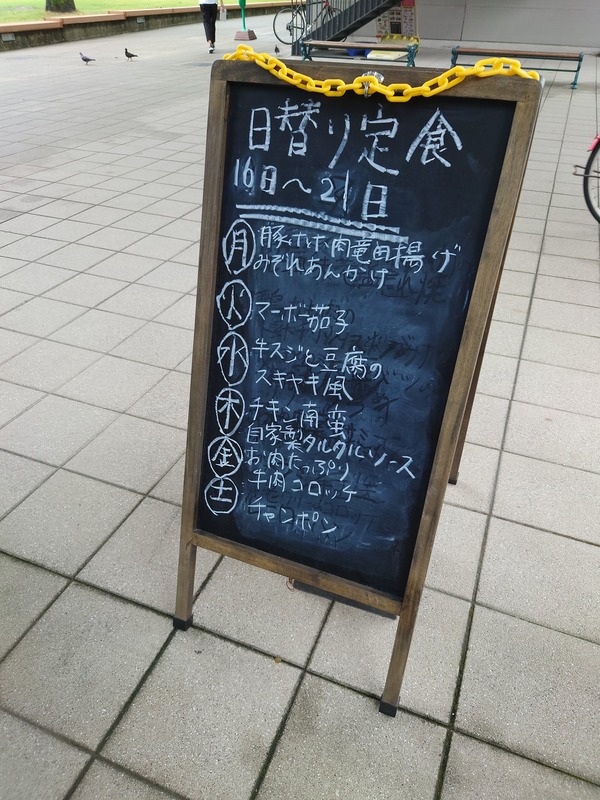 日替り定食
16日～21日
月 豚ホホ肉竜田揚げ
みぞれあんかけ
火 マーボー茄子
水 牛スジと豆腐の
スキヤキ風
木 チキン南蛮
自家製タルタルソース
金 お肉たっぷり
牛肉コロッケ
土 チャンポン